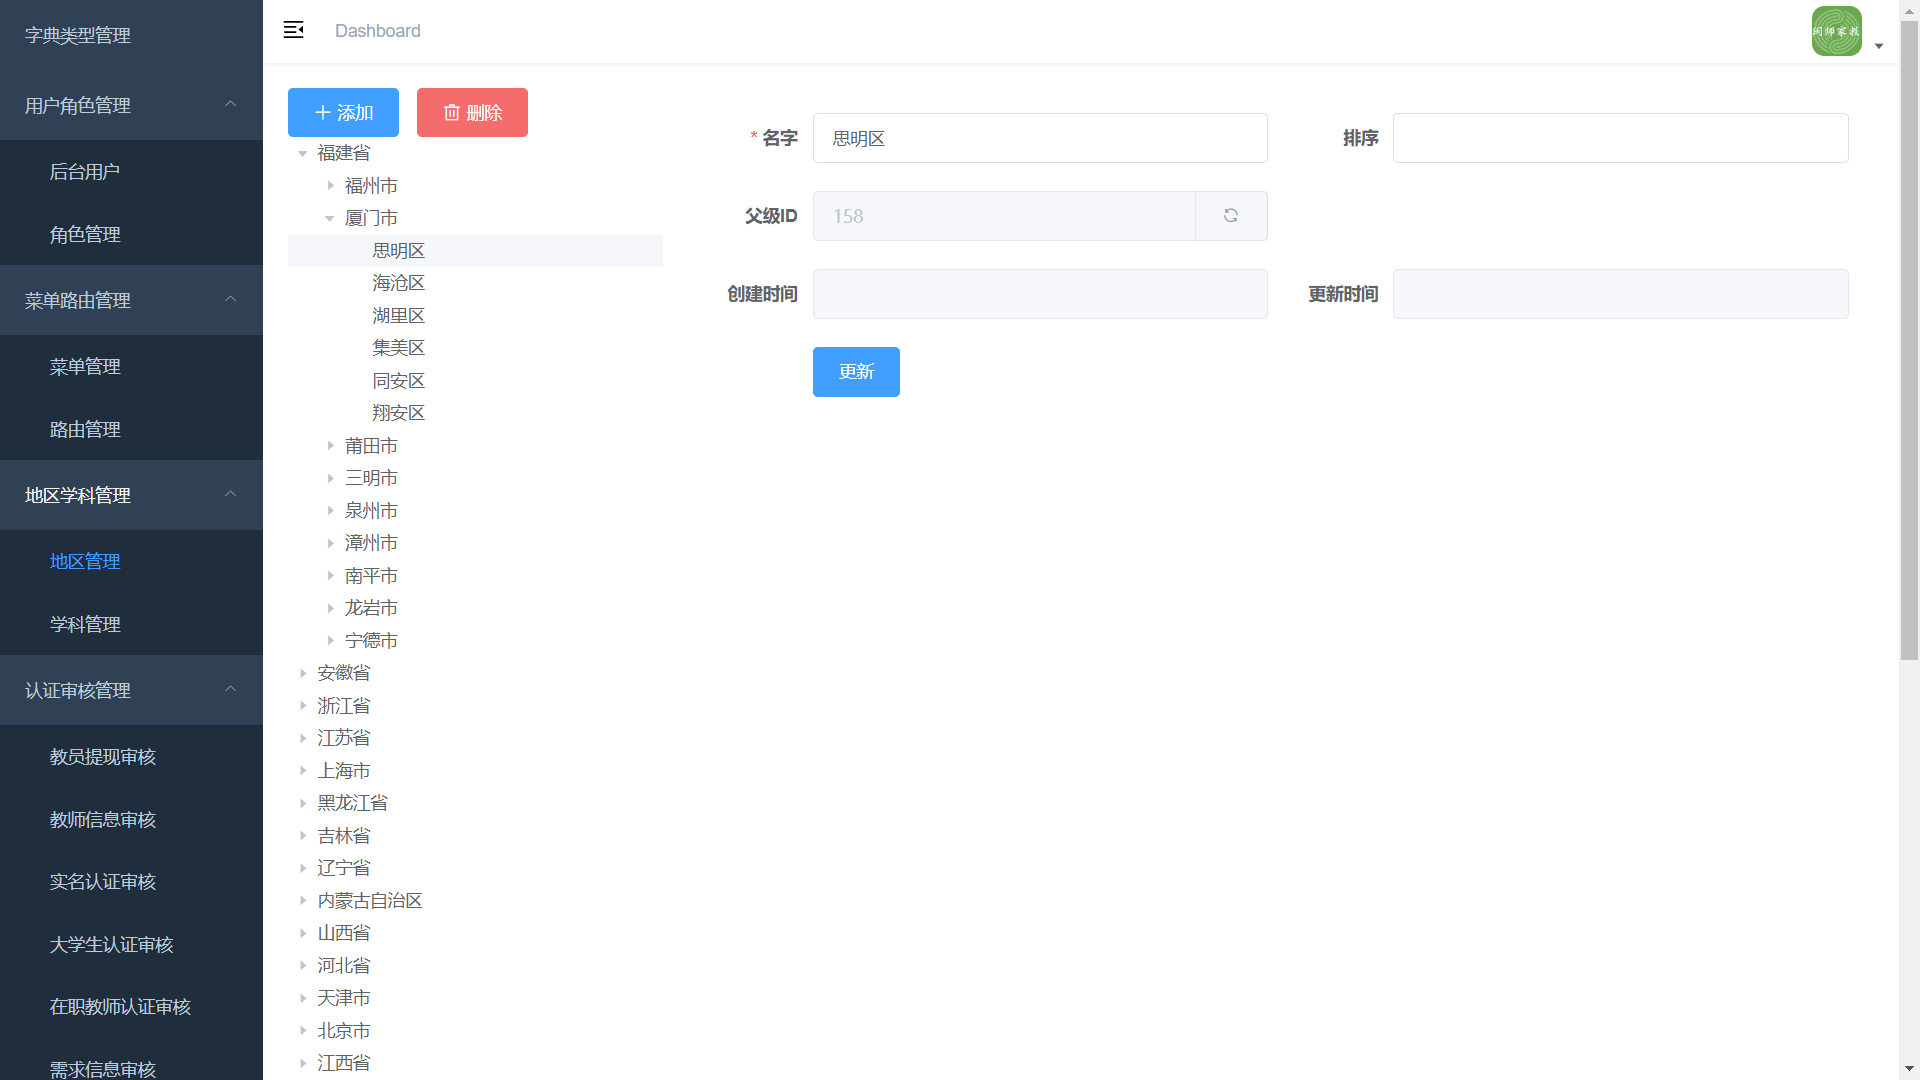 字典类型管理
用户角色管理
后台用户
角色管理
菜单路由管理
菜单管理
路由管理
地区学科管理
地区管理
学科管理
认证审核管理
教员提现审核
教师信息审核
实名认证审核
大学生认证审核
在职教师认证审核
需求信息审核
Dashboard
闽师家教
添加
删除
福建省
福州市
厦门市
思明区
海沧区
湖里区
集美区
同安区
翔安区
莆田市
三明市
泉州市
漳州市
南平市
龙岩市
宁德市
安徽省
浙江省
江苏省
上海市
黑龙江省
吉林省
辽宁省
内蒙古自治区
山西省
河北省
天津市
北京市
江西省
* 名字 思明区 排序
父级ID 158
创建时间 更新时间
更新